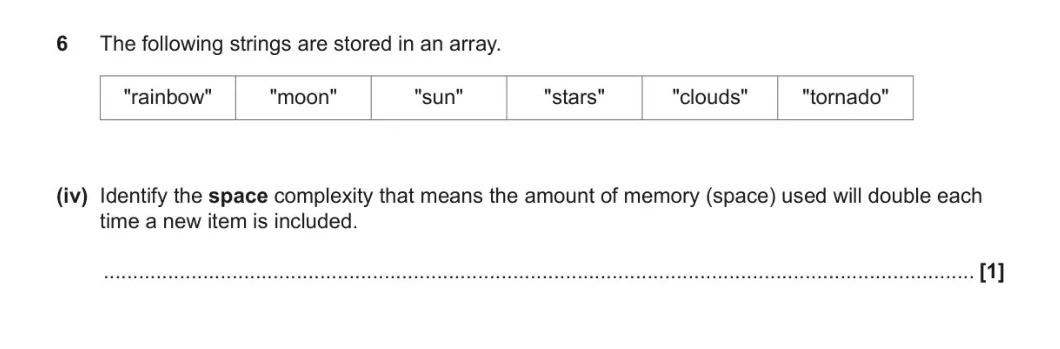 6 The following strings are stored in an array.
"rainbow" "moon" "sun" "stars" "clouds" "tornado"
(iv) Identify the space complexity that means the amount of memory (space) used will double each
time a new item is included.
[1]